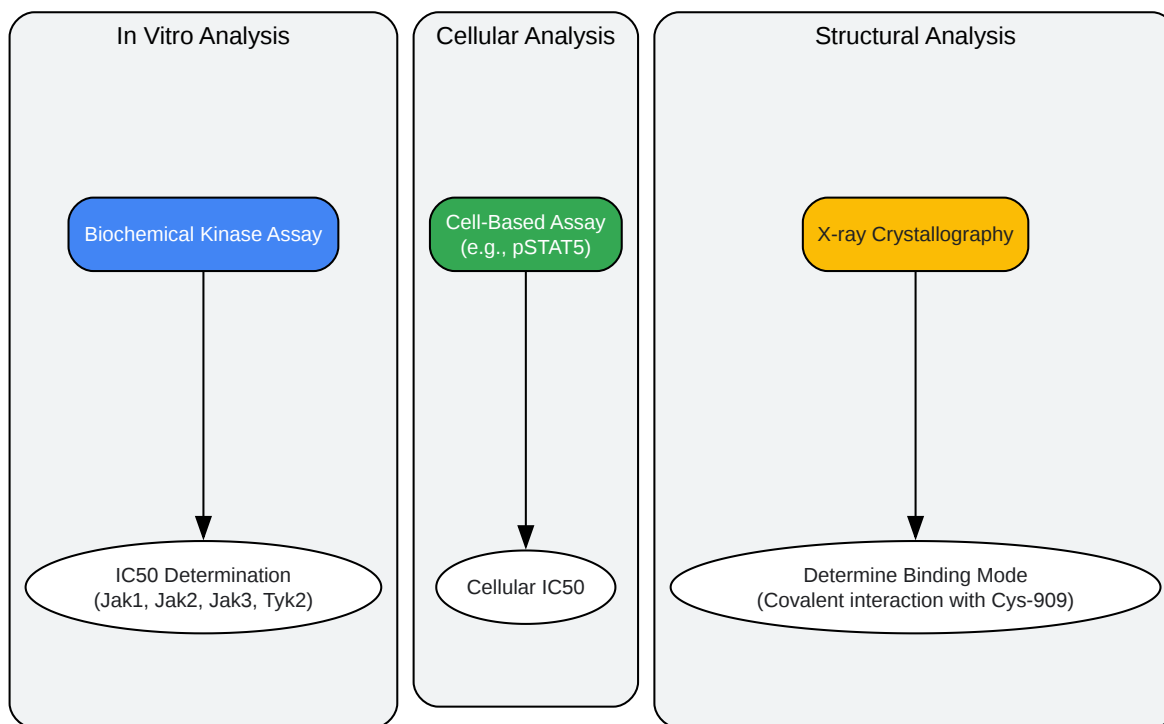 In Vitro Analysis
Biochemical Kinase Assay
IC50 Determination
(Jak1, Jak2, Jak3, Tyk2)
Cellular Analysis
Cell-Based Assay
(e.g., pSTAT5)
Cellular IC50
Structural Analysis
X-ray Crystallography
Determine Binding Mode
(Covalent interaction with Cys-909)